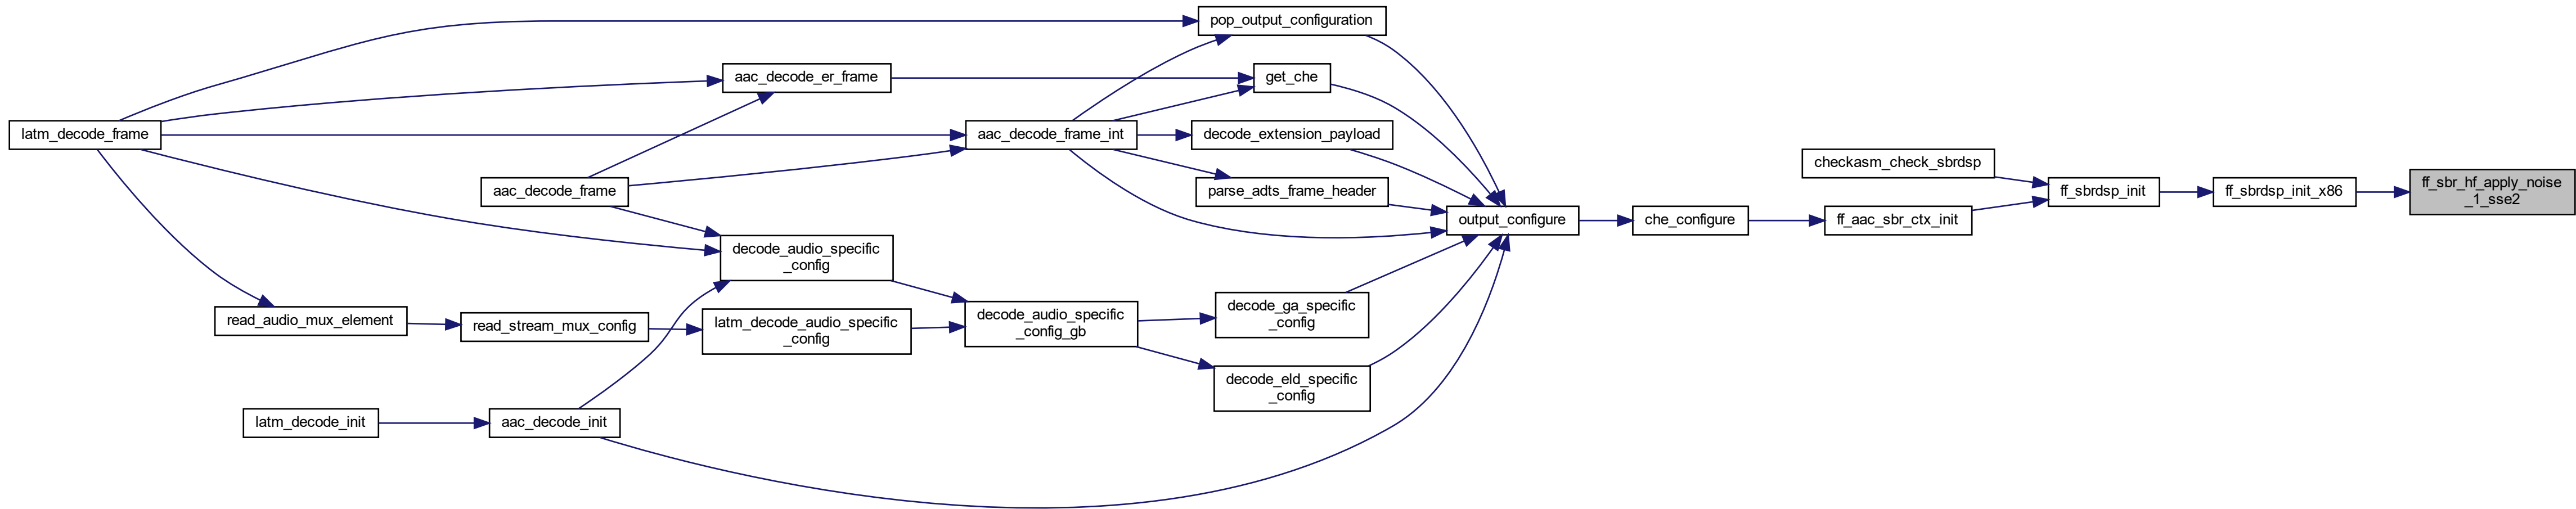 pop_output_configuration
aac_decode_er_frame
get_che
latm_decode_frame
aac_decode_frame_int
decode_extension_payload
aac_decode_frame
parse_adts_frame_header
checkasm_check_sbrdsp
ff_sbrdsp_init
ff_sbrdsp_init_x86
ff_sbr_hf_apply_noise
_1_sse2
output_configure
che_configure
ff_aac_sbr_ctx_init
decode_audio_specific
_config
read_audio_mux_element
read_stream_mux_config
latm_decode_audio_specific
_config
decode_audio_specific
_config_gb
decode_ga_specific
_config
decode_eld_specific
_config
latm_decode_init
aac_decode_init